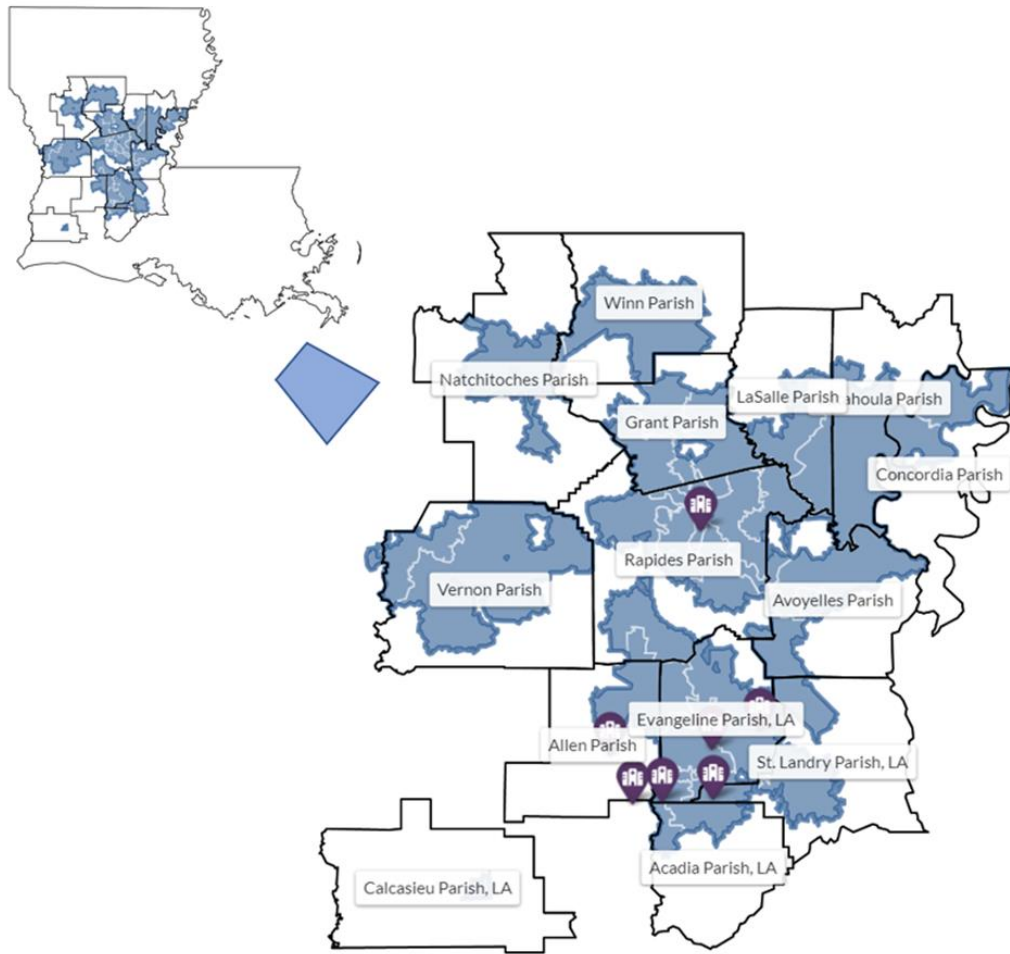 Winn Parish
Natchitoches Parish
LaSalle Parish
ahoula Parish
Grant Parish
Concordia Parish
Rapides Parish
Vernon Parish
Avoyelles Parish
Evangeline Parish, LA
Allen Parish
St. Landry Parish, LA
Acadia Parish, LA
Calcasieu Parish, LA